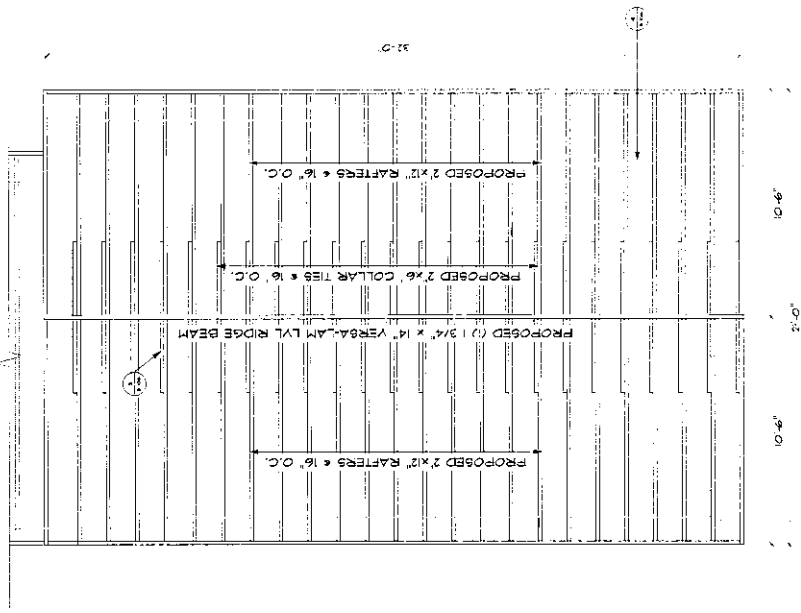 PROPOSED 2"x12" RAFTERS @ 16" O.C.
10'-6"
PROPOSED (1) 1 3/4" x 14" VERSA-LAM LVL RIDGE BEAM
21'-0"
PROPOSED 2"x6" COLLAR TIES @ 16" O.C.
10'-6"
PROPOSED 2"x12" RAFTERS @ 16" O.C.
32'-0"